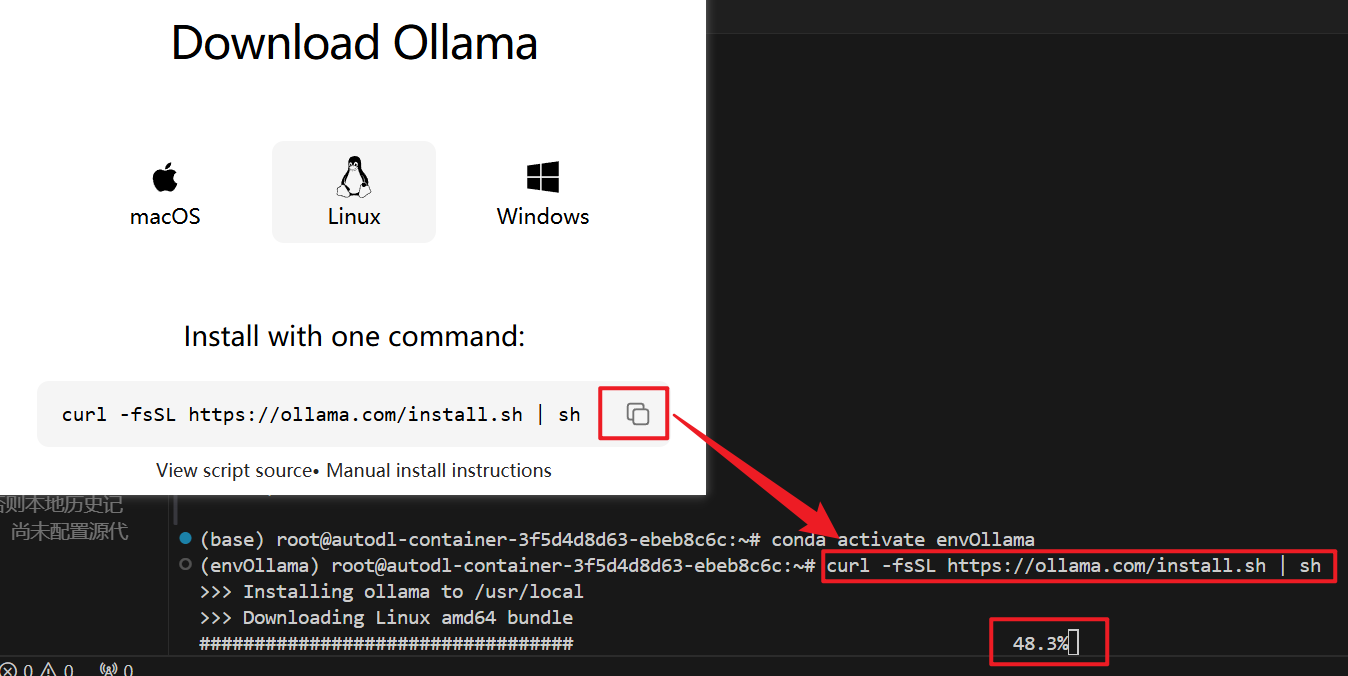 Download Ollama
macOS
Linux
Windows
Install with one command:
curl -fsSL https://ollama.com/install.sh | sh
View script source• Manual install instructions
否则本地历史记
尚未配置源代
(base) root@autodl-container-3f5d4d8d63-ebeb8c6c:~# conda activate envOllama
(envOllama) root@autodl-container-3f5d4d8d63-ebeb8c6c:~# curl -fsSL https://ollama.com/install.sh | sh
>>> Installing ollama to /usr/local
>>> Downloading Linux amd64 bundle
################################## 48.3%
0 0 0